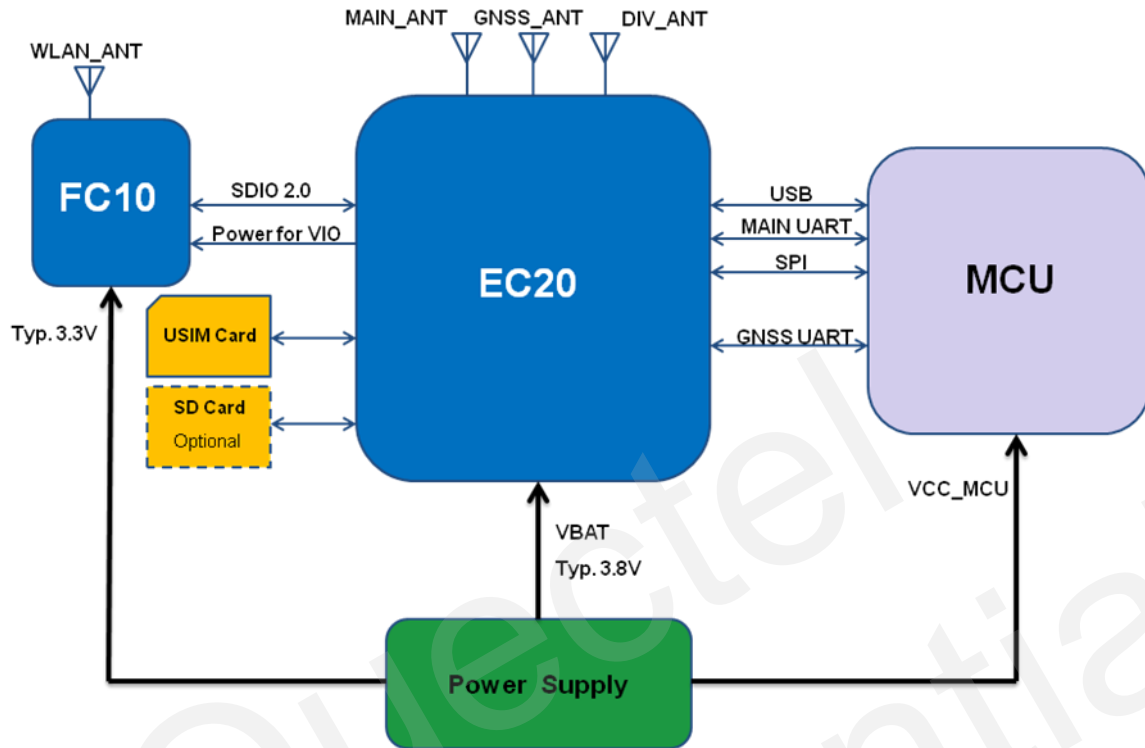 MAIN_ANT GNSS_ANT DIV_ANT
WLAN_ANT
FC10
SDIO 2.0
Power for VIO
EC20
USB
MAIN UART
SPI
GNSS UART
MCU
Typ. 3.3V
USIM Card
SD Card
Optional
VBAT
Typ. 3.8V
VCC_MCU
Power Supply
Quectel